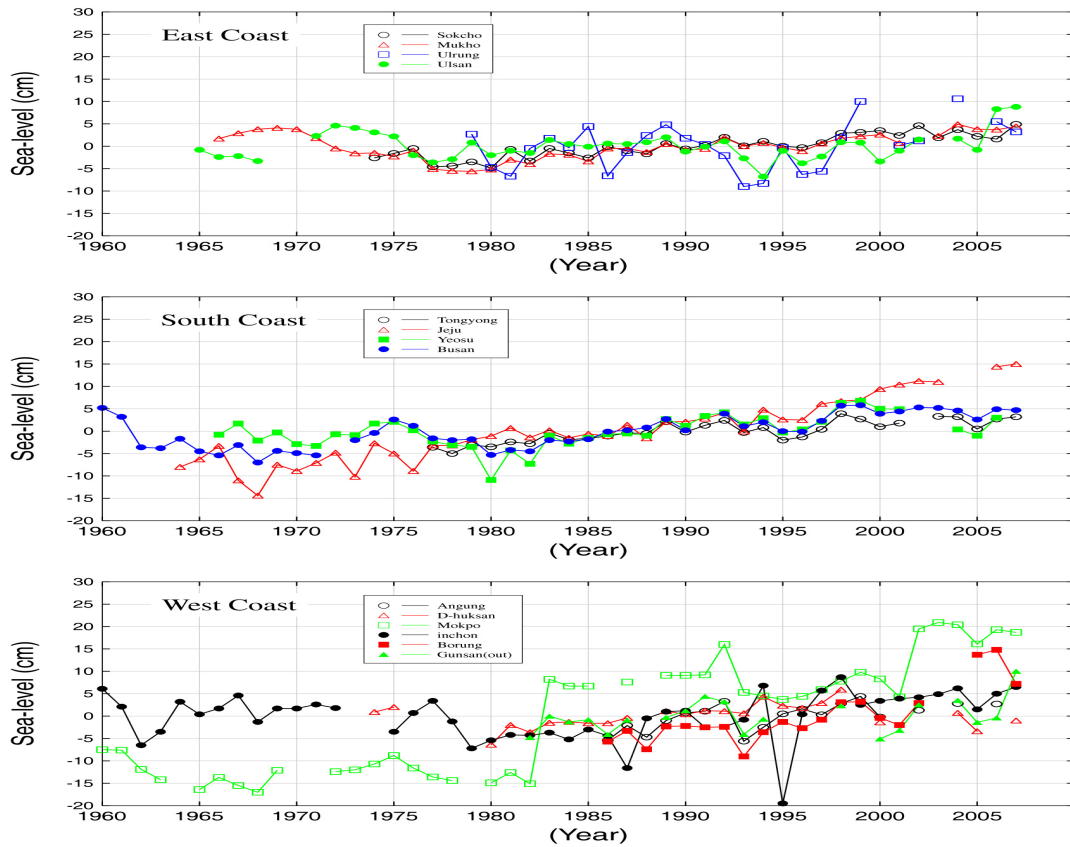 East Coast
Sokcho
Mukho
Ulrung
Ulsan
Sea-level (cm)
30
25
20
15
10
5
0
-5
-10
-15
-20
1960 1965 1970 1975 1980 1985 1990 1995 2000 2005
(Year)
South Coast
Tongyong
Jeju
Yeosu
Busan
Sea-level (cm)
30
25
20
15
10
5
0
-5
-10
-15
-20
1960 1965 1970 1975 1980 1985 1990 1995 2000 2005
(Year)
West Coast
Angung
D-huksan
Mokpo
inchon
Borung
Gunsan(out)
Sea-level (cm)
30
25
20
15
10
5
0
-5
-10
-15
-20
1960 1965 1970 1975 1980 1985 1990 1995 2000 2005
(Year)